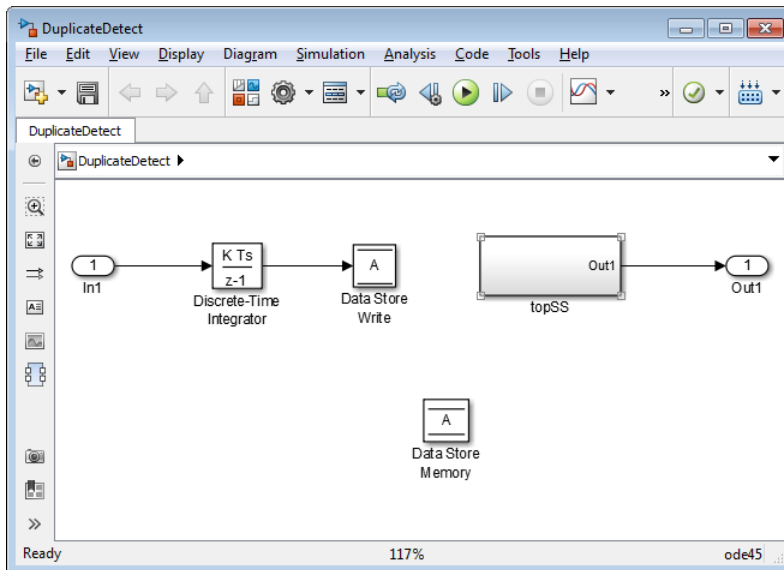 DuplicateDetect
File Edit View Display Diagram Simulation Analysis Code Tools Help
DuplicateDetect
DuplicateDetect
1
In1
K Ts
z-1
Discrete-Time
Integrator
A
Data Store
Write
Out1
topSS
1
Out1
A
Data Store
Memory
Ready 117% ode45